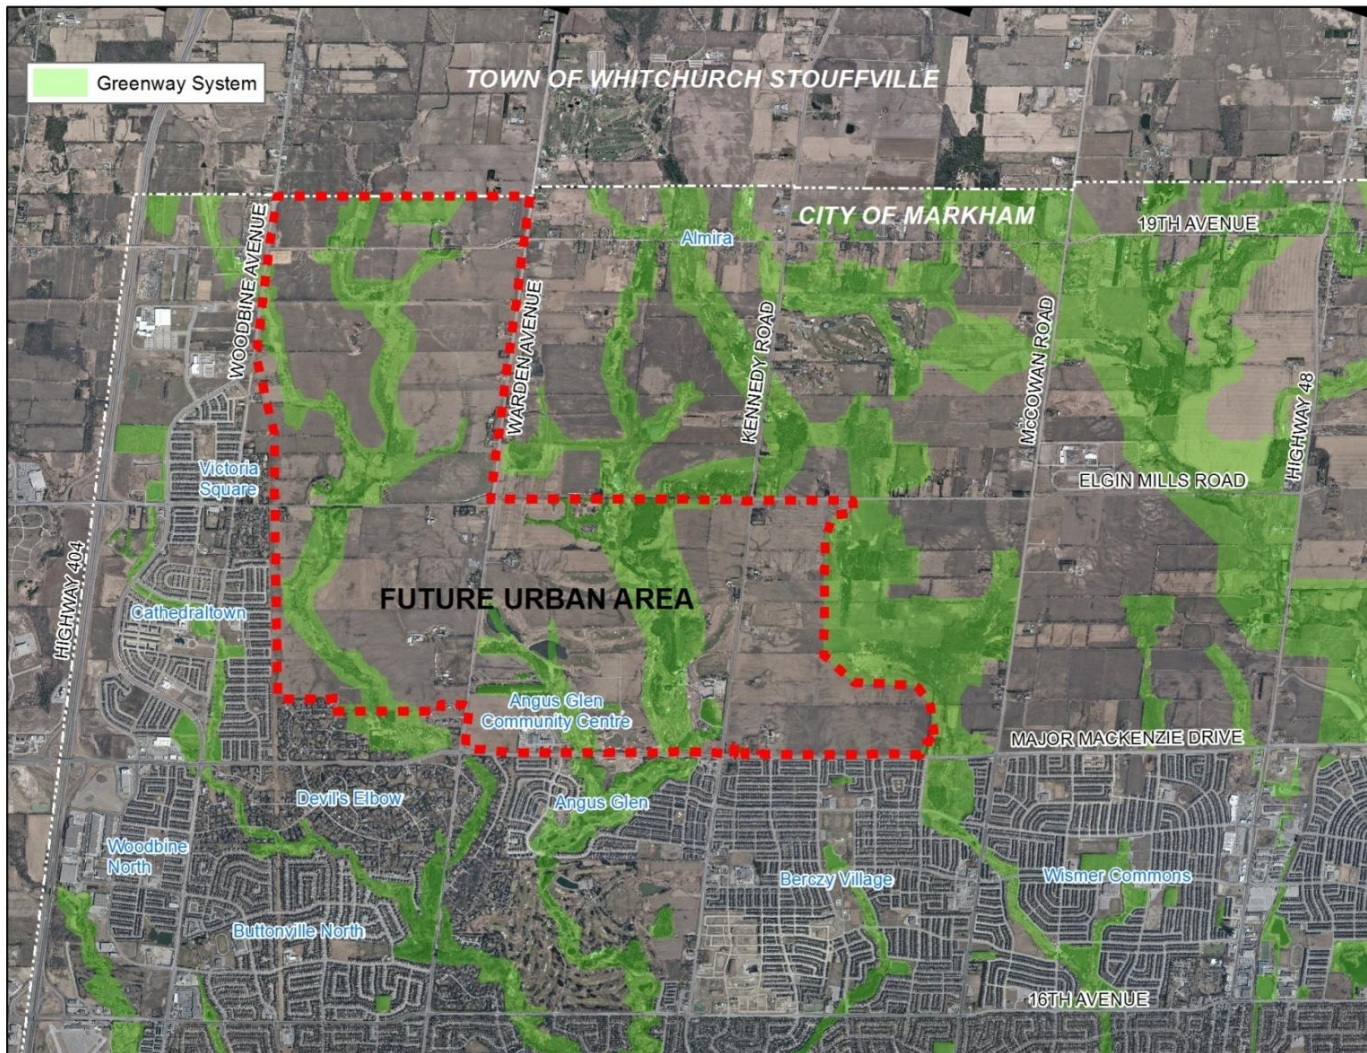 Greenway System
TOWN OF WHITCHURCH STOUFFVILLE
CITY OF MARKHAM
19TH AVENUE
Almira
WOODBINE AVENUE
WARDEN AVENUE
KENNEDY ROAD
McCOWAN ROAD
HIGHWAY 48
Victoria
Square
ELGIN MILLS ROAD
HIGHWAY 404
FUTURE URBAN AREA
Cathedraltown
Angus Glen
Community Centre
MAJOR MACKENZIE DRIVE
Devil's Elbow
Angus Glen
Woodbine
North
Berczy Village
Wismer Commons
Buttonville North
16TH AVENUE